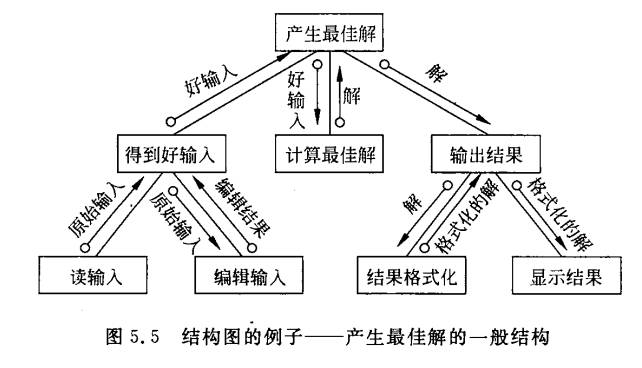 产生最佳解
好输入
好输入
解
解
得到好输入
计算最佳解
输出结果
原始输入
原始输入
编辑结果
解
格式化的解
格式化的解
读输入
编辑输入
结果格式化
显示结果
图 5.5 结构图的例子——产生最佳解的一般结构